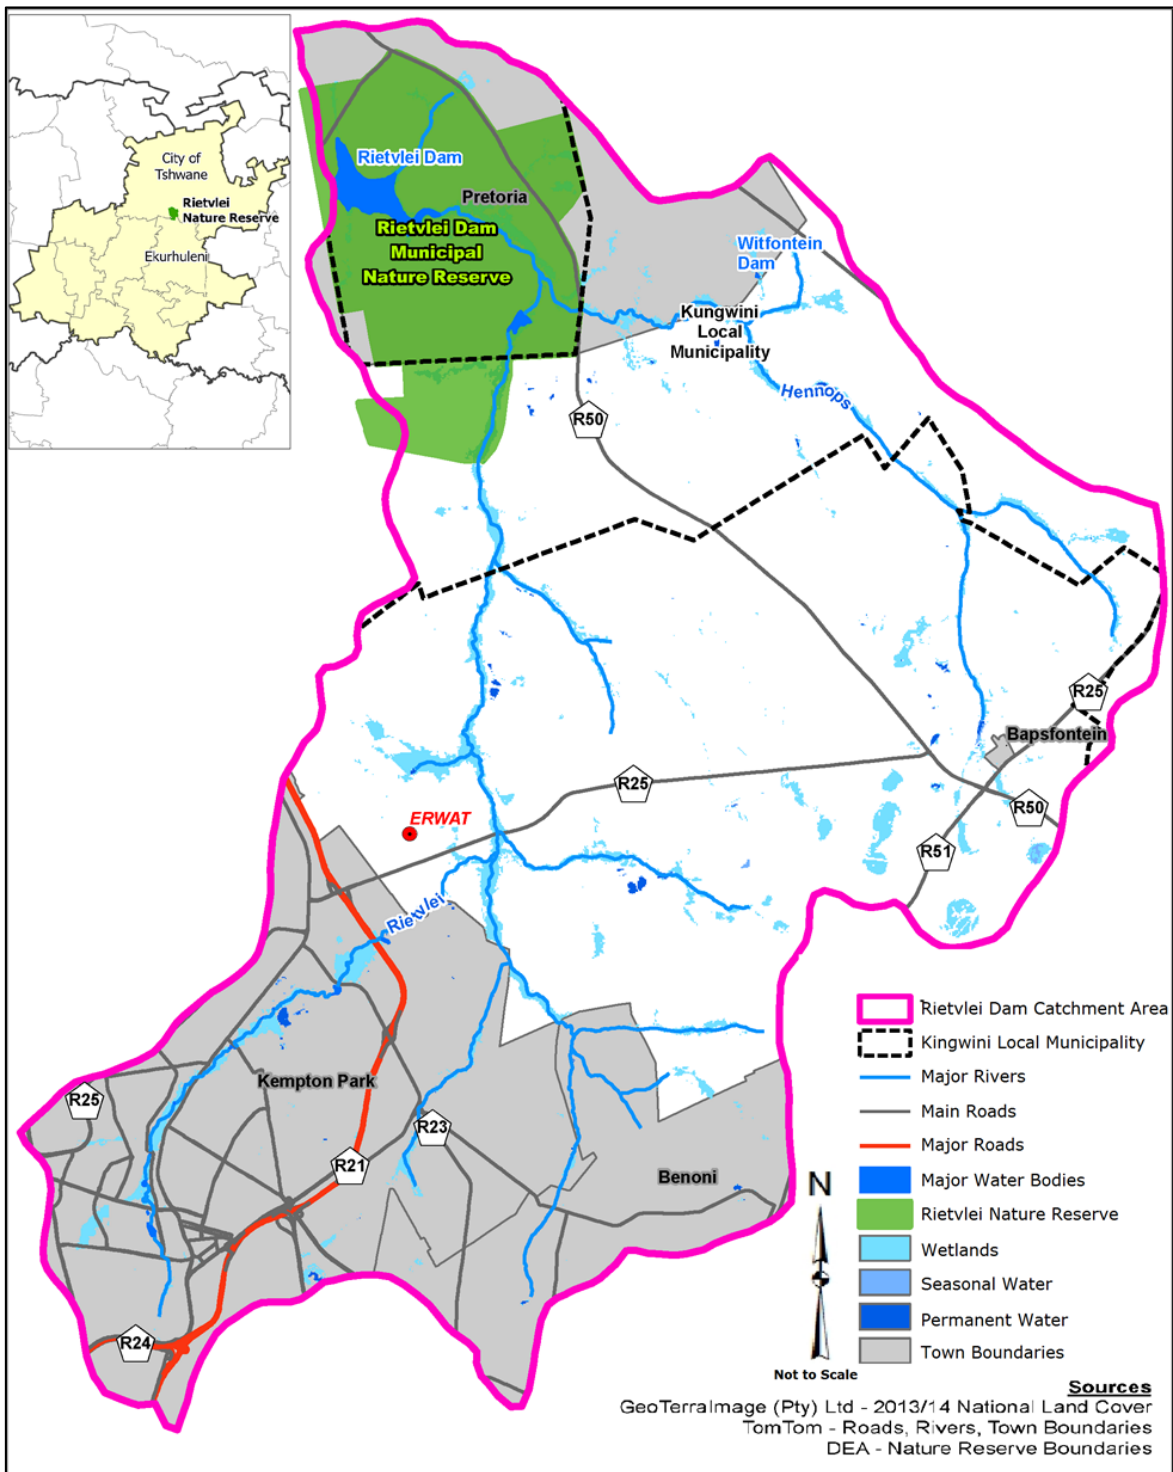 City of
Tshwane
Rietvlei
Nature Reserve
Ekurhuleni
Rietvlei Dam
Pretoria
Rietvlei Dam
Municipal
Nature Reserve
Witfontein
Dam
Kungwini
Local
Municipality
Hennops
R50
R25
Bapsfontein
R25
R50
ERWAT
R51
Rietvlei
Kempton Park
R25
R23
R21
Benoni
R24
Rietvlei Dam Catchment Area
Kingwini Local Municipality
Major Rivers
Main Roads
Major Roads
Major Water Bodies
Rietvlei Nature Reserve
Wetlands
Seasonal Water
Permanent Water
Town Boundaries
N
Not to Scale
Sources
GeoTerraImage (Pty) Ltd - 2013/14 National Land Cover
TomTom - Roads, Rivers, Town Boundaries
DEA - Nature Reserve Boundaries